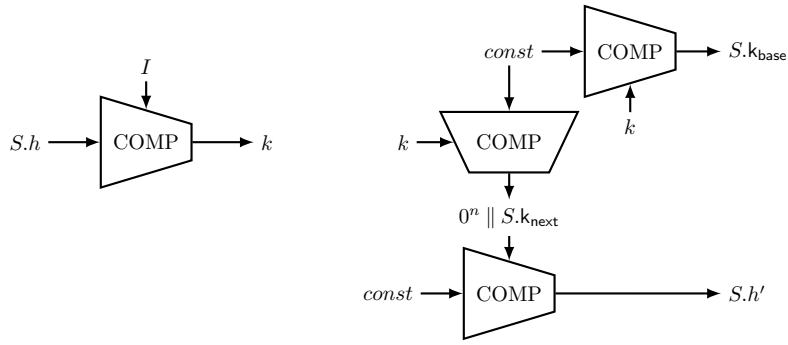 I
S.h
COMP
k
const
COMP
S.k_base
k
k
COMP
0^n ∥ S.k_next
const
COMP
S.h′